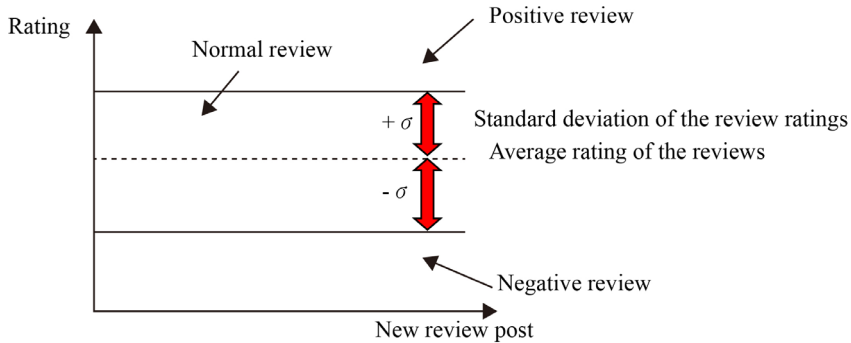 Positive review
Rating
Normal review
+ σ
Standard deviation of the review ratings
Average rating of the reviews
- σ
Negative review
New review post